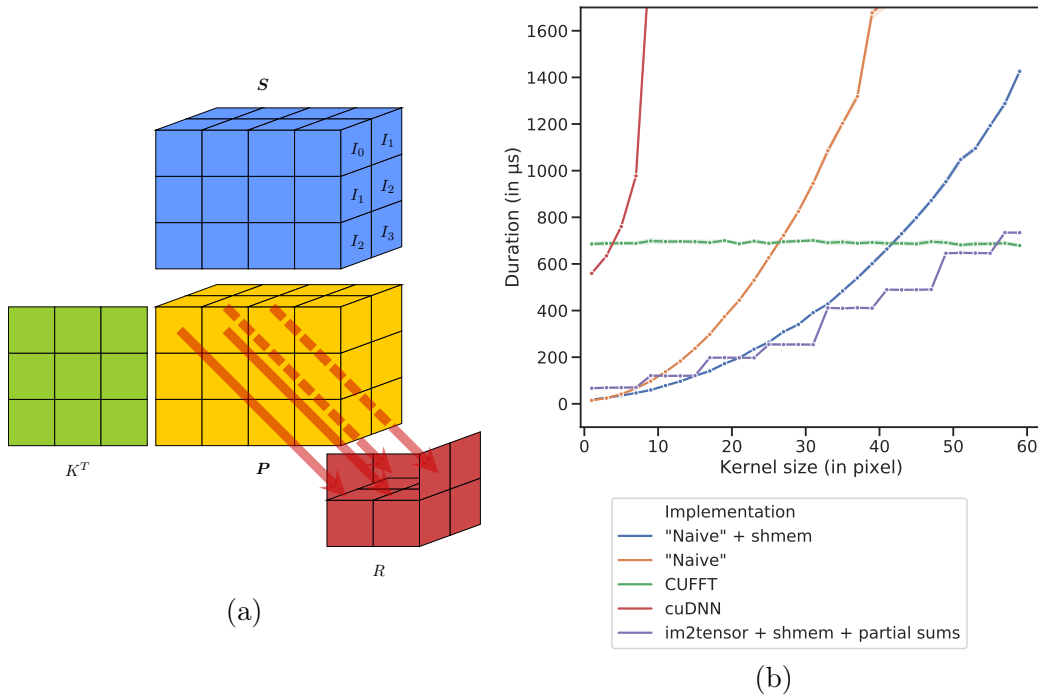 S
I₀
I₁
I₁
I₂
I₂
I₃
Kᵀ
P
R
(a)
1600
1400
1200
1000
800
600
400
200
0
Duration (in µs)
0
10
20
30
40
50
60
Kernel size (in pixel)
Implementation
"Naive" + shmem
"Naive"
CUFFT
cuDNN
im2tensor + shmem + partial sums
(b)